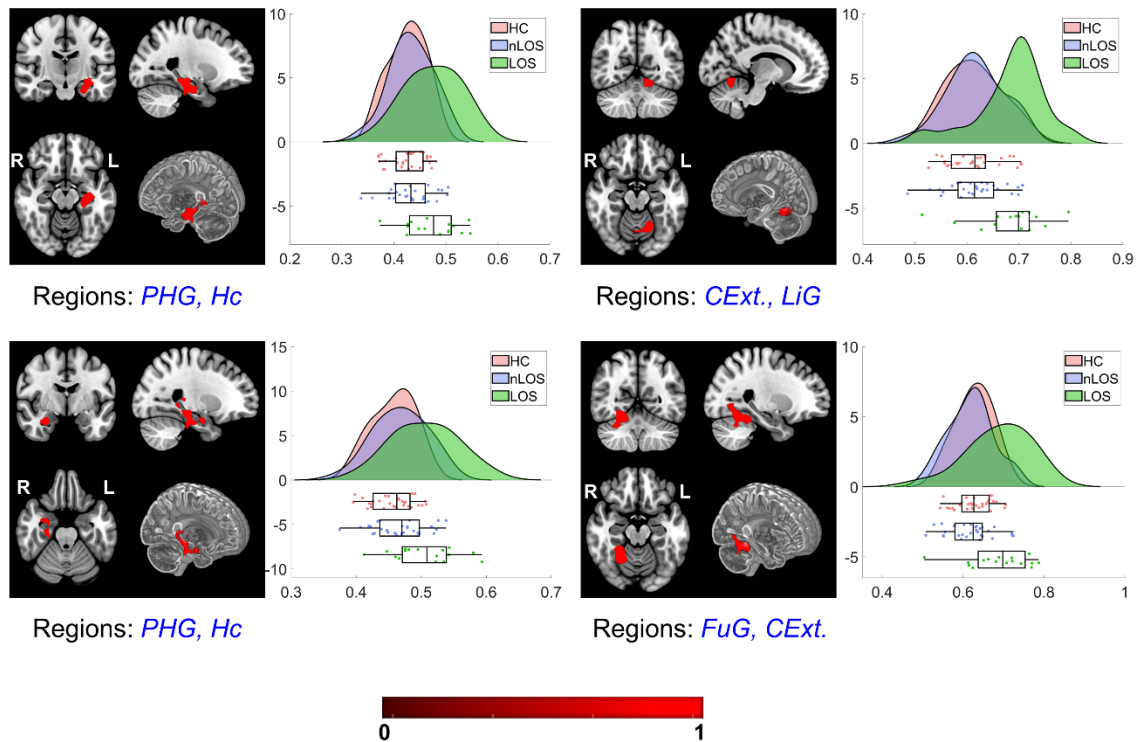 10
HC
nLOS
LOS
5
0
-5
R
L
0.2
0.3
0.4
0.5
0.6
0.7
Regions: PHG, Hc
10
HC
nLOS
LOS
5
0
-5
R
L
0.4
0.5
0.6
0.7
0.8
0.9
Regions: CExt., LiG
15
HC
nLOS
LOS
10
5
0
-5
-10
R
L
0.3
0.4
0.5
0.6
0.7
Regions: PHG, Hc
10
HC
nLOS
LOS
5
0
-5
R
L
0.4
0.6
0.8
1
Regions: FuG, CExt.
0
1